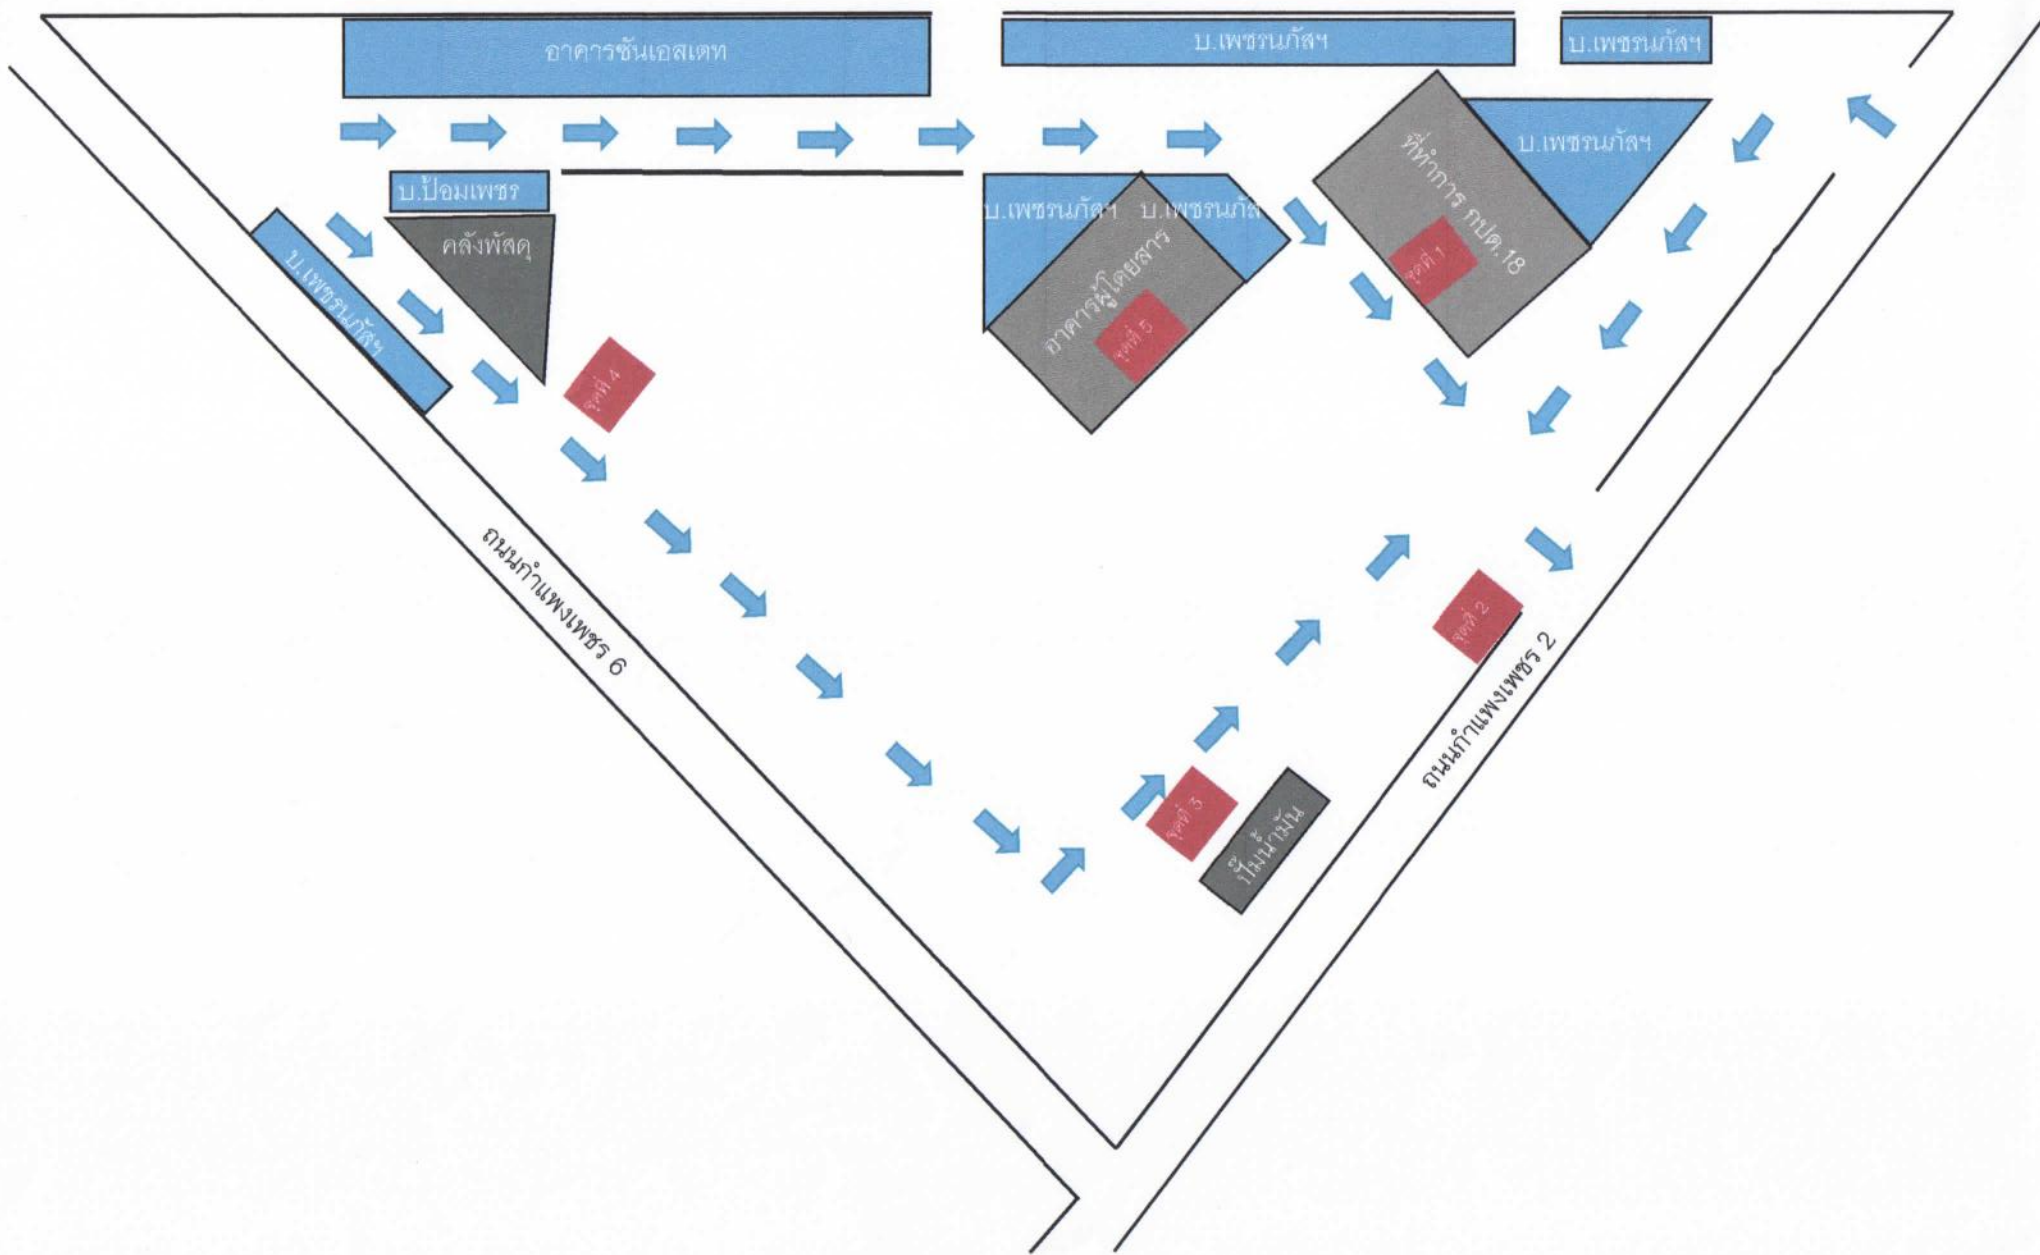 อาคารซันเอสเตท
บ.เพชรนภัสฯ
บ.เพชรนภัสฯ
บ.ป้อมเพชร
คลังพัสดุ
บ.เพชรนภัสฯ
บ.เพชรนภัสฯ
บ.เพชรนภัส
อาคารผู้โดยสาร
ชุดที่ 5
ที่ทำการ กปด.18
ชุดที่ 1
บ.เพชรนภัสฯ
ชุดที่ 4
ถนนกำแพงเพชร 6
ชุดที่ 2
ถนนกำแพงเพชร 2
ชุดที่ 3
ปั๊มน้ำมัน